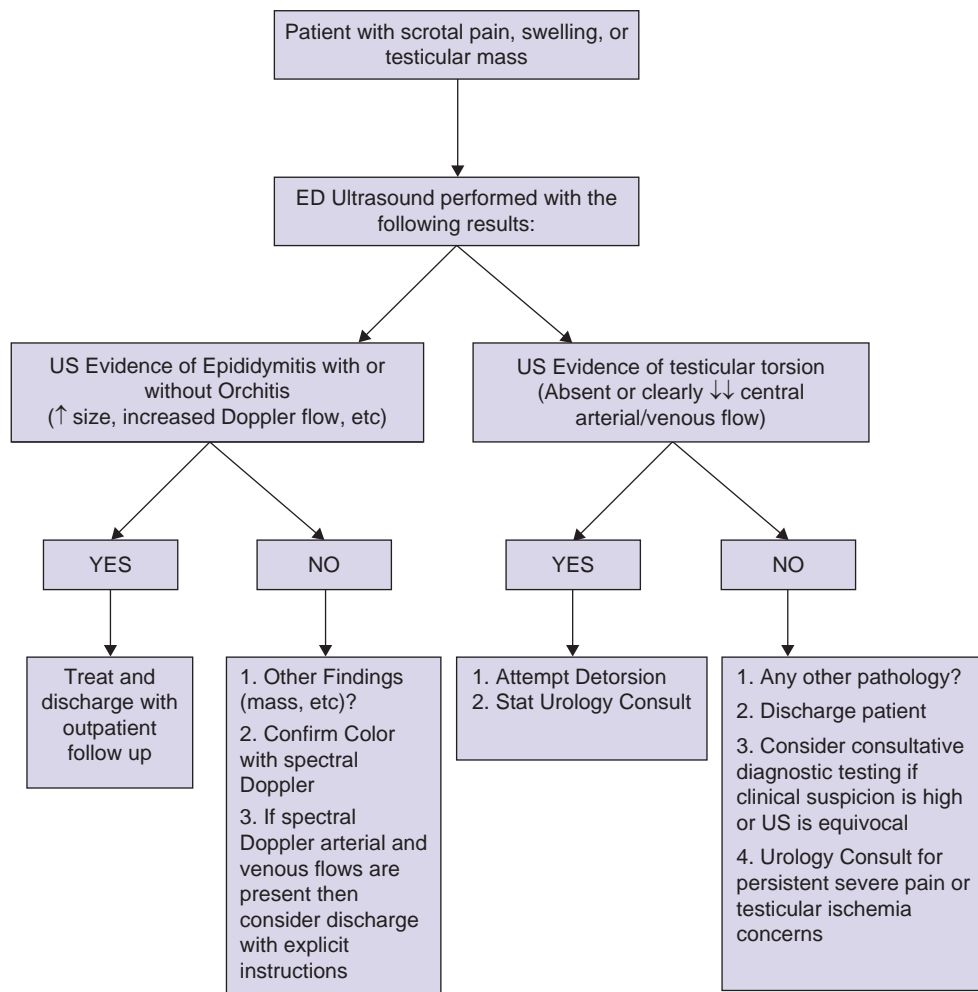 Patient with scrotal pain, swelling, or
testicular mass
ED Ultrasound performed with the
following results:
US Evidence of Epididymitis with or
without Orchitis
(↑ size, increased Doppler flow, etc)
US Evidence of testicular torsion
(Absent or clearly ↓↓ central
arterial/venous flow)
YES
NO
YES
NO
Treat and
discharge with
outpatient
follow up
1. Other Findings
(mass, etc)?
2. Confirm Color
with spectral
Doppler
3. If spectral
Doppler arterial and
venous flows are
present then
consider discharge
with explicit
instructions
1. Attempt Detorsion
2. Stat Urology Consult
1. Any other pathology?
2. Discharge patient
3. Consider consultative
diagnostic testing if
clinical suspicion is high
or US is equivocal
4. Urology Consult for
persistent severe pain or
testicular ischemia
concerns